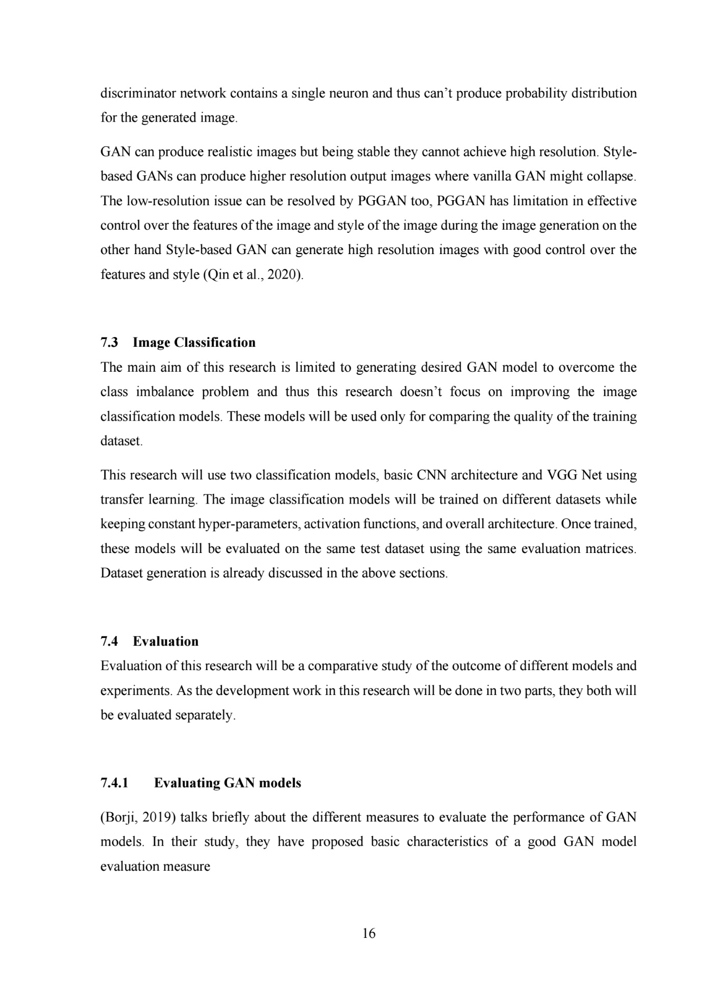 discriminator network contains a single neuron and thus can’t produce probability distribution
for the generated image.
GAN can produce realistic images but being stable they cannot achieve high resolution. Style-
based GANs can produce higher resolution output images where vanilla GAN might collapse.
The low-resolution issue can be resolved by PGGAN too, PGGAN has limitation in effective
control over the features of the image and style of the image during the image generation on the
other hand Style-based GAN can generate high resolution images with good control over the
features and style (Qin et al., 2020).
7.3 Image Classification
The main aim of this research is limited to generating desired GAN model to overcome the
class imbalance problem and thus this research doesn’t focus on improving the image
classification models. These models will be used only for comparing the quality of the training
dataset.
This research will use two classification models, basic CNN architecture and VGG Net using
transfer learning. The image classification models will be trained on different datasets while
keeping constant hyper-parameters, activation functions, and overall architecture. Once trained,
these models will be evaluated on the same test dataset using the same evaluation matrices.
Dataset generation is already discussed in the above sections.
7.4 Evaluation
Evaluation of this research will be a comparative study of the outcome of different models and
experiments. As the development work in this research will be done in two parts, they both will
be evaluated separately.
7.4.1 Evaluating GAN models
(Borji, 2019) talks briefly about the different measures to evaluate the performance of GAN
models. In their study, they have proposed basic characteristics of a good GAN model
evaluation measure
16